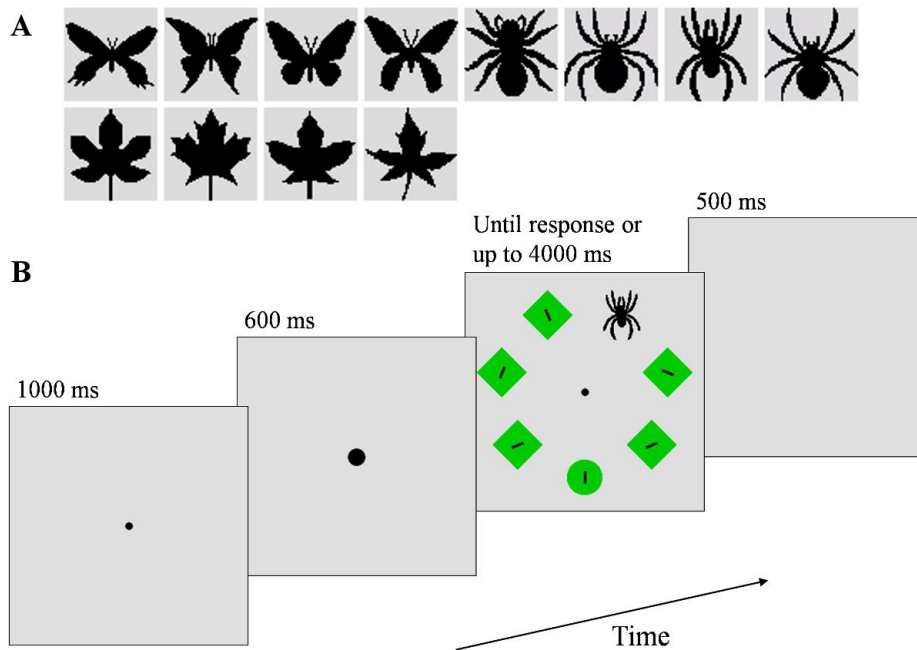 A
500 ms
Until response or
up to 4000 ms
B
600 ms
1000 ms
Time